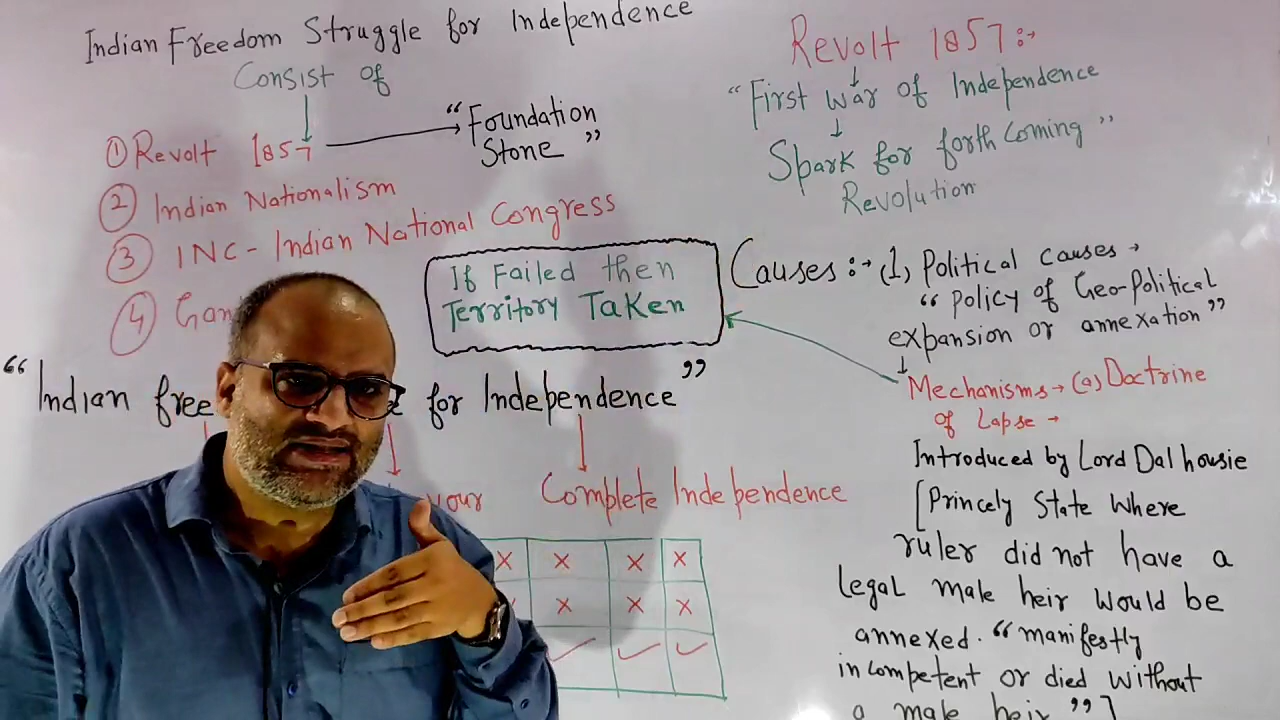 Indian Freedom Struggle for Independence
Consist of
① Revolt 1857
"Foundation
Stone"
② Indian Nationalism
③ INC - Indian National Congress
④
If Failed then
Territory Taken
"Indian for Independence"
your Complete Independence
x x x x
x x x
✓ ✓ ✓
Revolt 1857 :→
"First war of Independence
Spark for forth Coming"
Revolution
Causes :→ (1) Political causes →
"policy of Geo-political
expansion or annexation"
Mechanisms → (a) Doctrine
of Lapse →
Introduced by Lord Dalhousie
[Princely State Where
ruler did not have a
legal male heir would be
annexed. "manifestly
incompetent or died without
a male heir"]